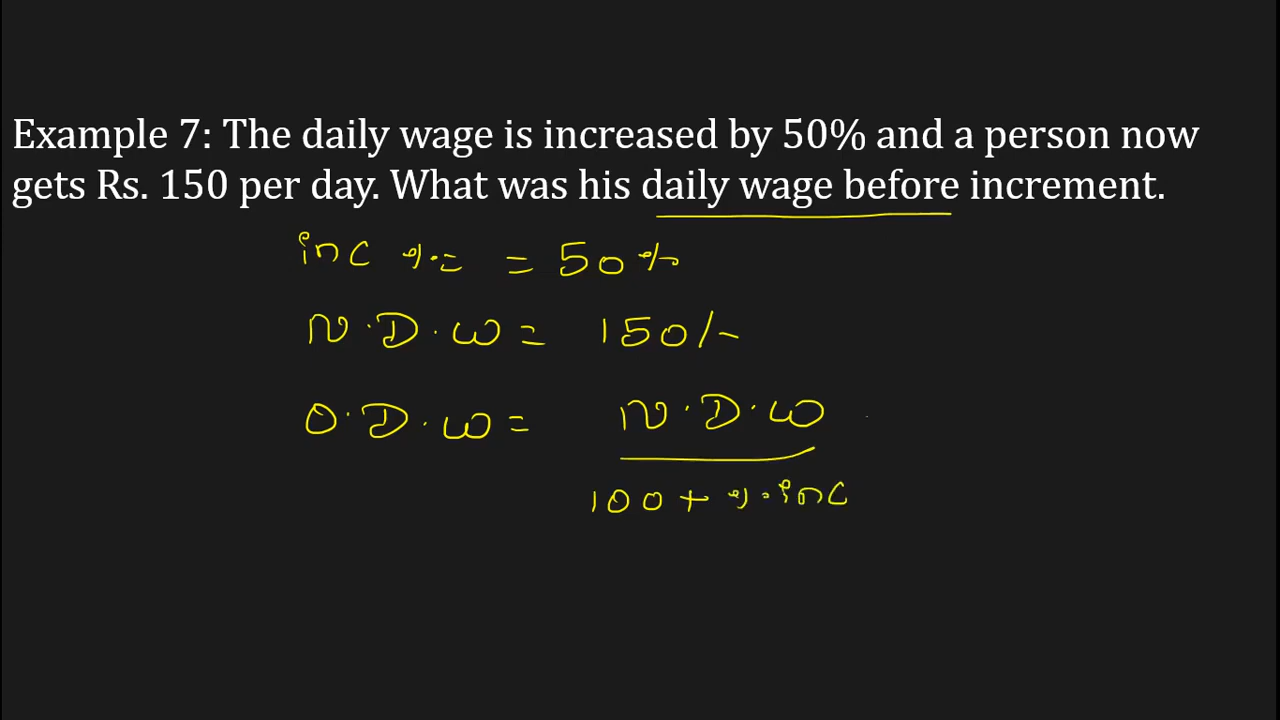 Example 7: The daily wage is increased by 50% and a person now
gets Rs. 150 per day. What was his daily wage before increment.
inc %= = 50%
N.D.W = 150/-
O.D.W = N.D.W
100 + %.inc